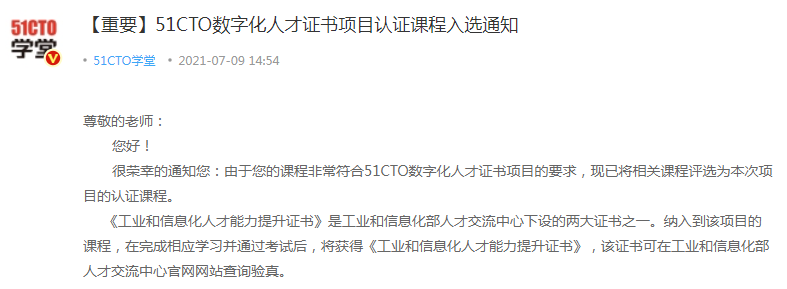 51CTO
学堂
【重要】51CTO数字化人才证书项目认证课程入选通知
• 51CTO学堂 • 2021-07-09 14:54
尊敬的老师：
您好！
很荣幸的通知您：由于您的课程非常符合51CTO数字化人才证书项目的要求，现已将相关课程评选为本次项
目的认证课程。
《工业和信息化人才能力提升证书》是工业和信息化部人才交流中心下设的两大证书之一。纳入到该项目的
课程，在完成相应学习并通过考试后，将获得《工业和信息化人才能力提升证书》，该证书可在工业和信息化部
人才交流中心官网网站查询验真。